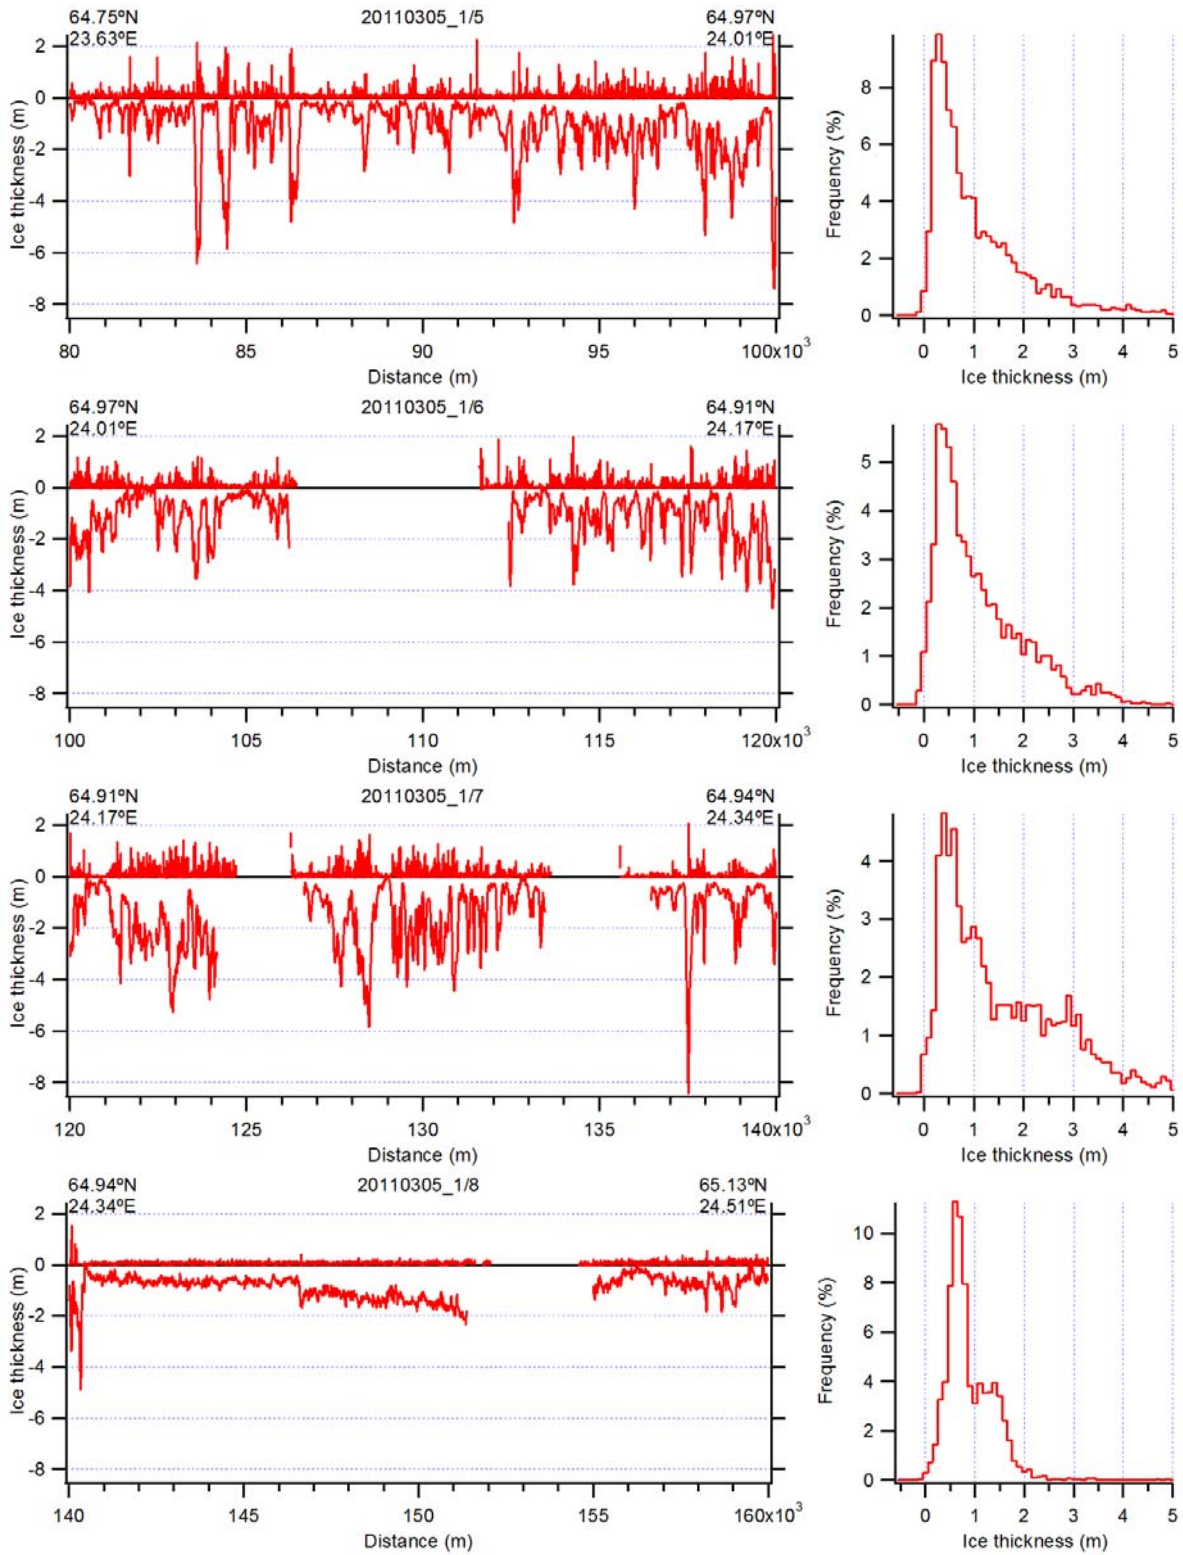 64.75ºN 20110305_1/5 64.97ºN
23.63ºE 24.01ºE
2
0
-2
-4
-6
-8
Ice thickness (m)
80 85 90 95 100x10³
Distance (m)
8
6
4
2
0
Frequency (%)
0 1 2 3 4 5
Ice thickness (m)
64.97ºN 20110305_1/6 64.91ºN
24.01ºE 24.17ºE
2
0
-2
-4
-6
-8
Ice thickness (m)
100 105 110 115 120x10³
Distance (m)
5
4
3
2
1
0
Frequency (%)
0 1 2 3 4 5
Ice thickness (m)
64.91ºN 20110305_1/7 64.94ºN
24.17ºE 24.34ºE
2
0
-2
-4
-6
-8
Ice thickness (m)
120 125 130 135 140x10³
Distance (m)
4
3
2
1
0
Frequency (%)
0 1 2 3 4 5
Ice thickness (m)
64.94ºN 20110305_1/8 65.13ºN
24.34ºE 24.51ºE
2
0
-2
-4
-6
-8
Ice thickness (m)
140 145 150 155 160x10³
Distance (m)
10
8
6
4
2
0
Frequency (%)
0 1 2 3 4 5
Ice thickness (m)